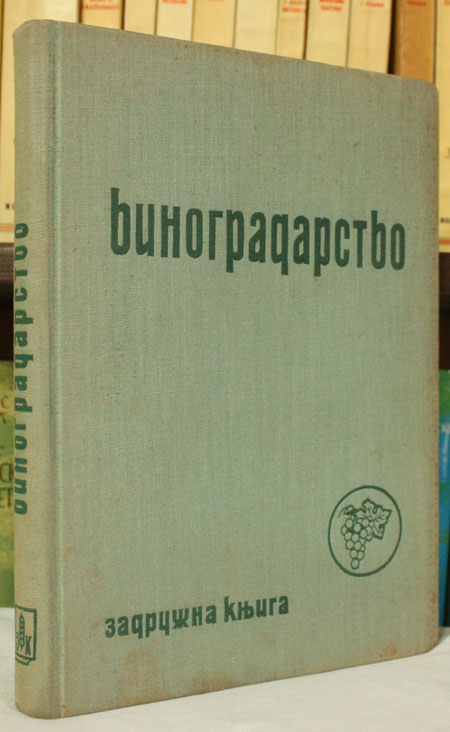 виноградарство
задружна књига
виноградарство
З К